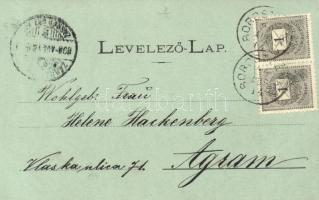 LEVELEZŐ-LAP.
Wohlgeb. Frau
Helene Hackenberg
Vlaska ulica 71.
Agram